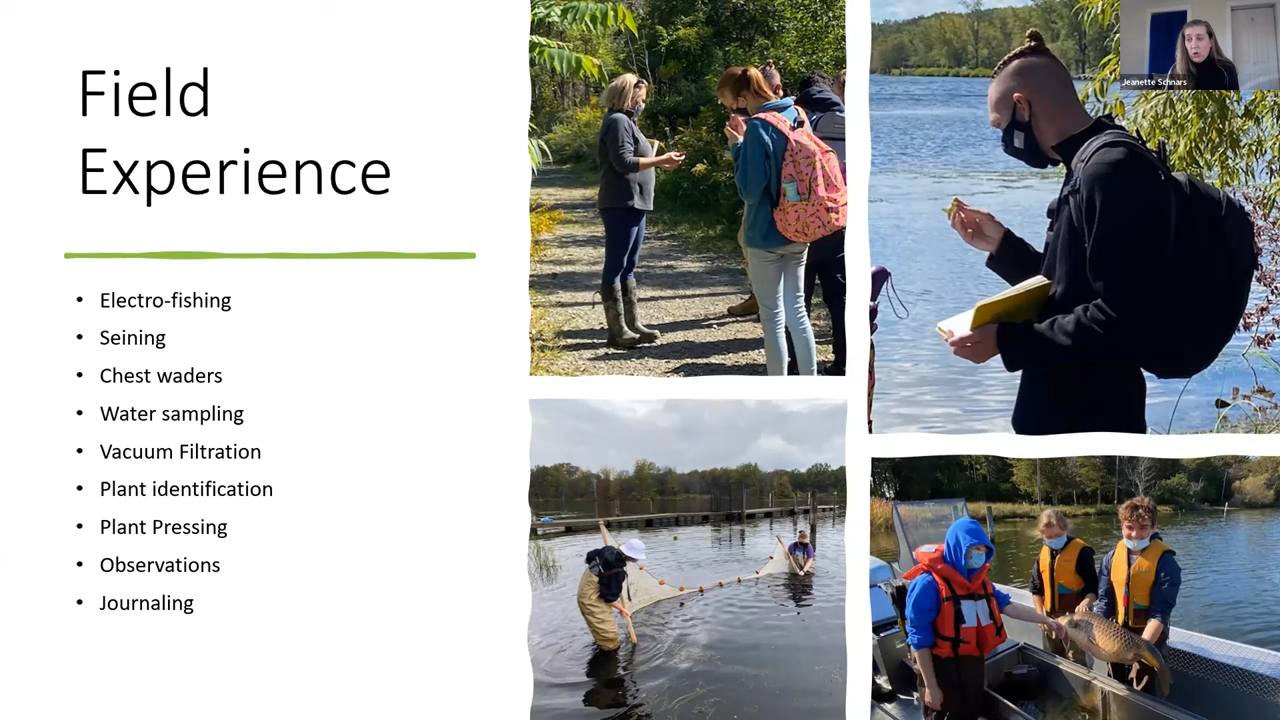 Field
Experience
• Electro-fishing
• Seining
• Chest waders
• Water sampling
• Vacuum Filtration
• Plant identification
• Plant Pressing
• Observations
• Journaling
Jeanette Schnars